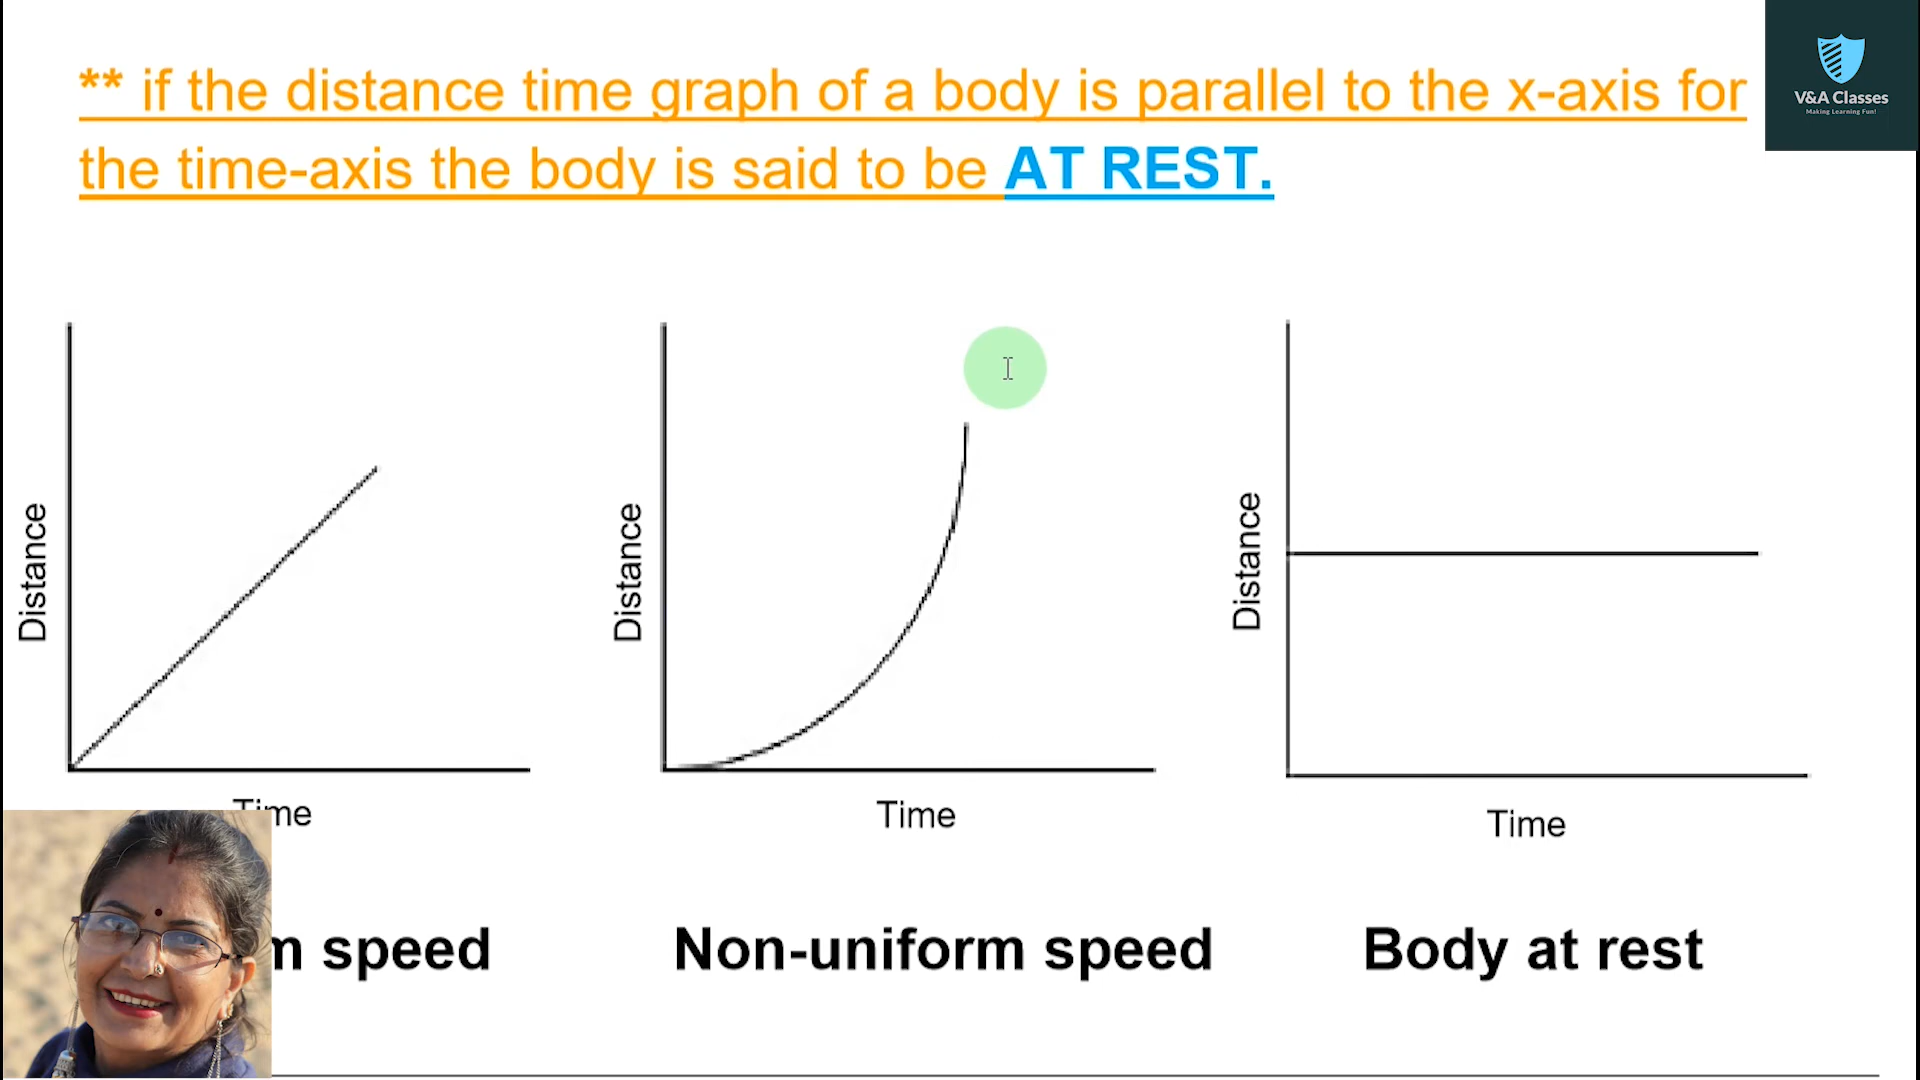 ** if the distance time graph of a body is parallel to the x-axis for
the time-axis the body is said to be AT REST.
V&A Classes
Making Learning Fun!
Distance
Time
Distance
Time
Distance
Time
m speed
Non-uniform speed
Body at rest